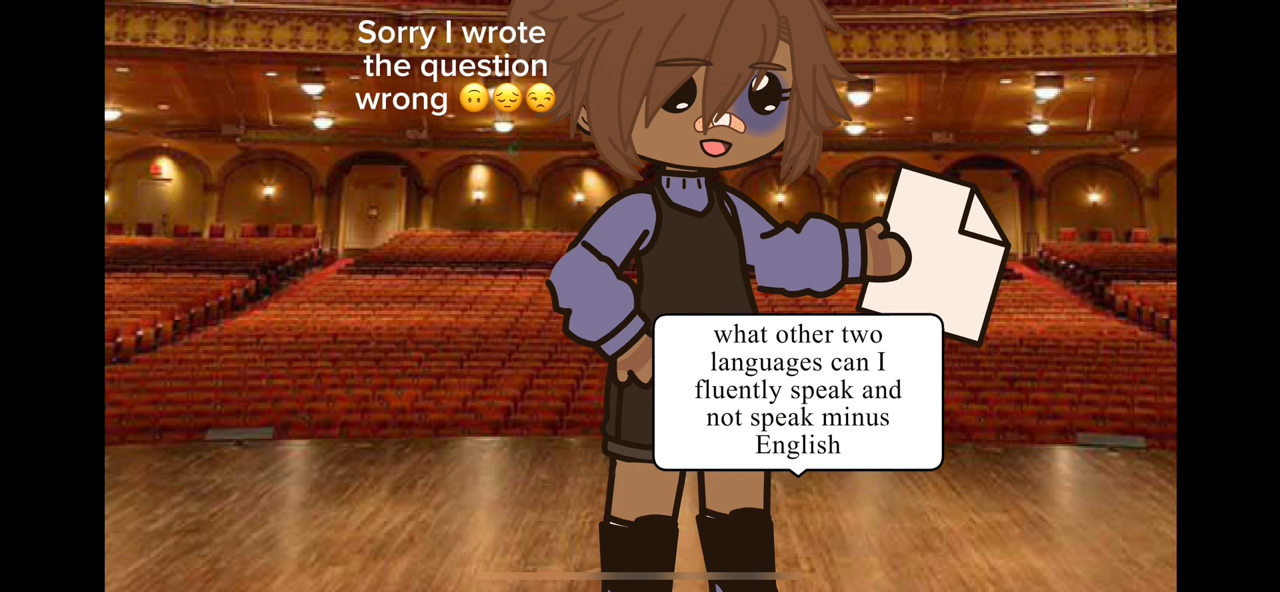 Sorry I wrote
the question
wrong 🙃😔😒
what other two
languages can I
fluently speak and
not speak minus
English